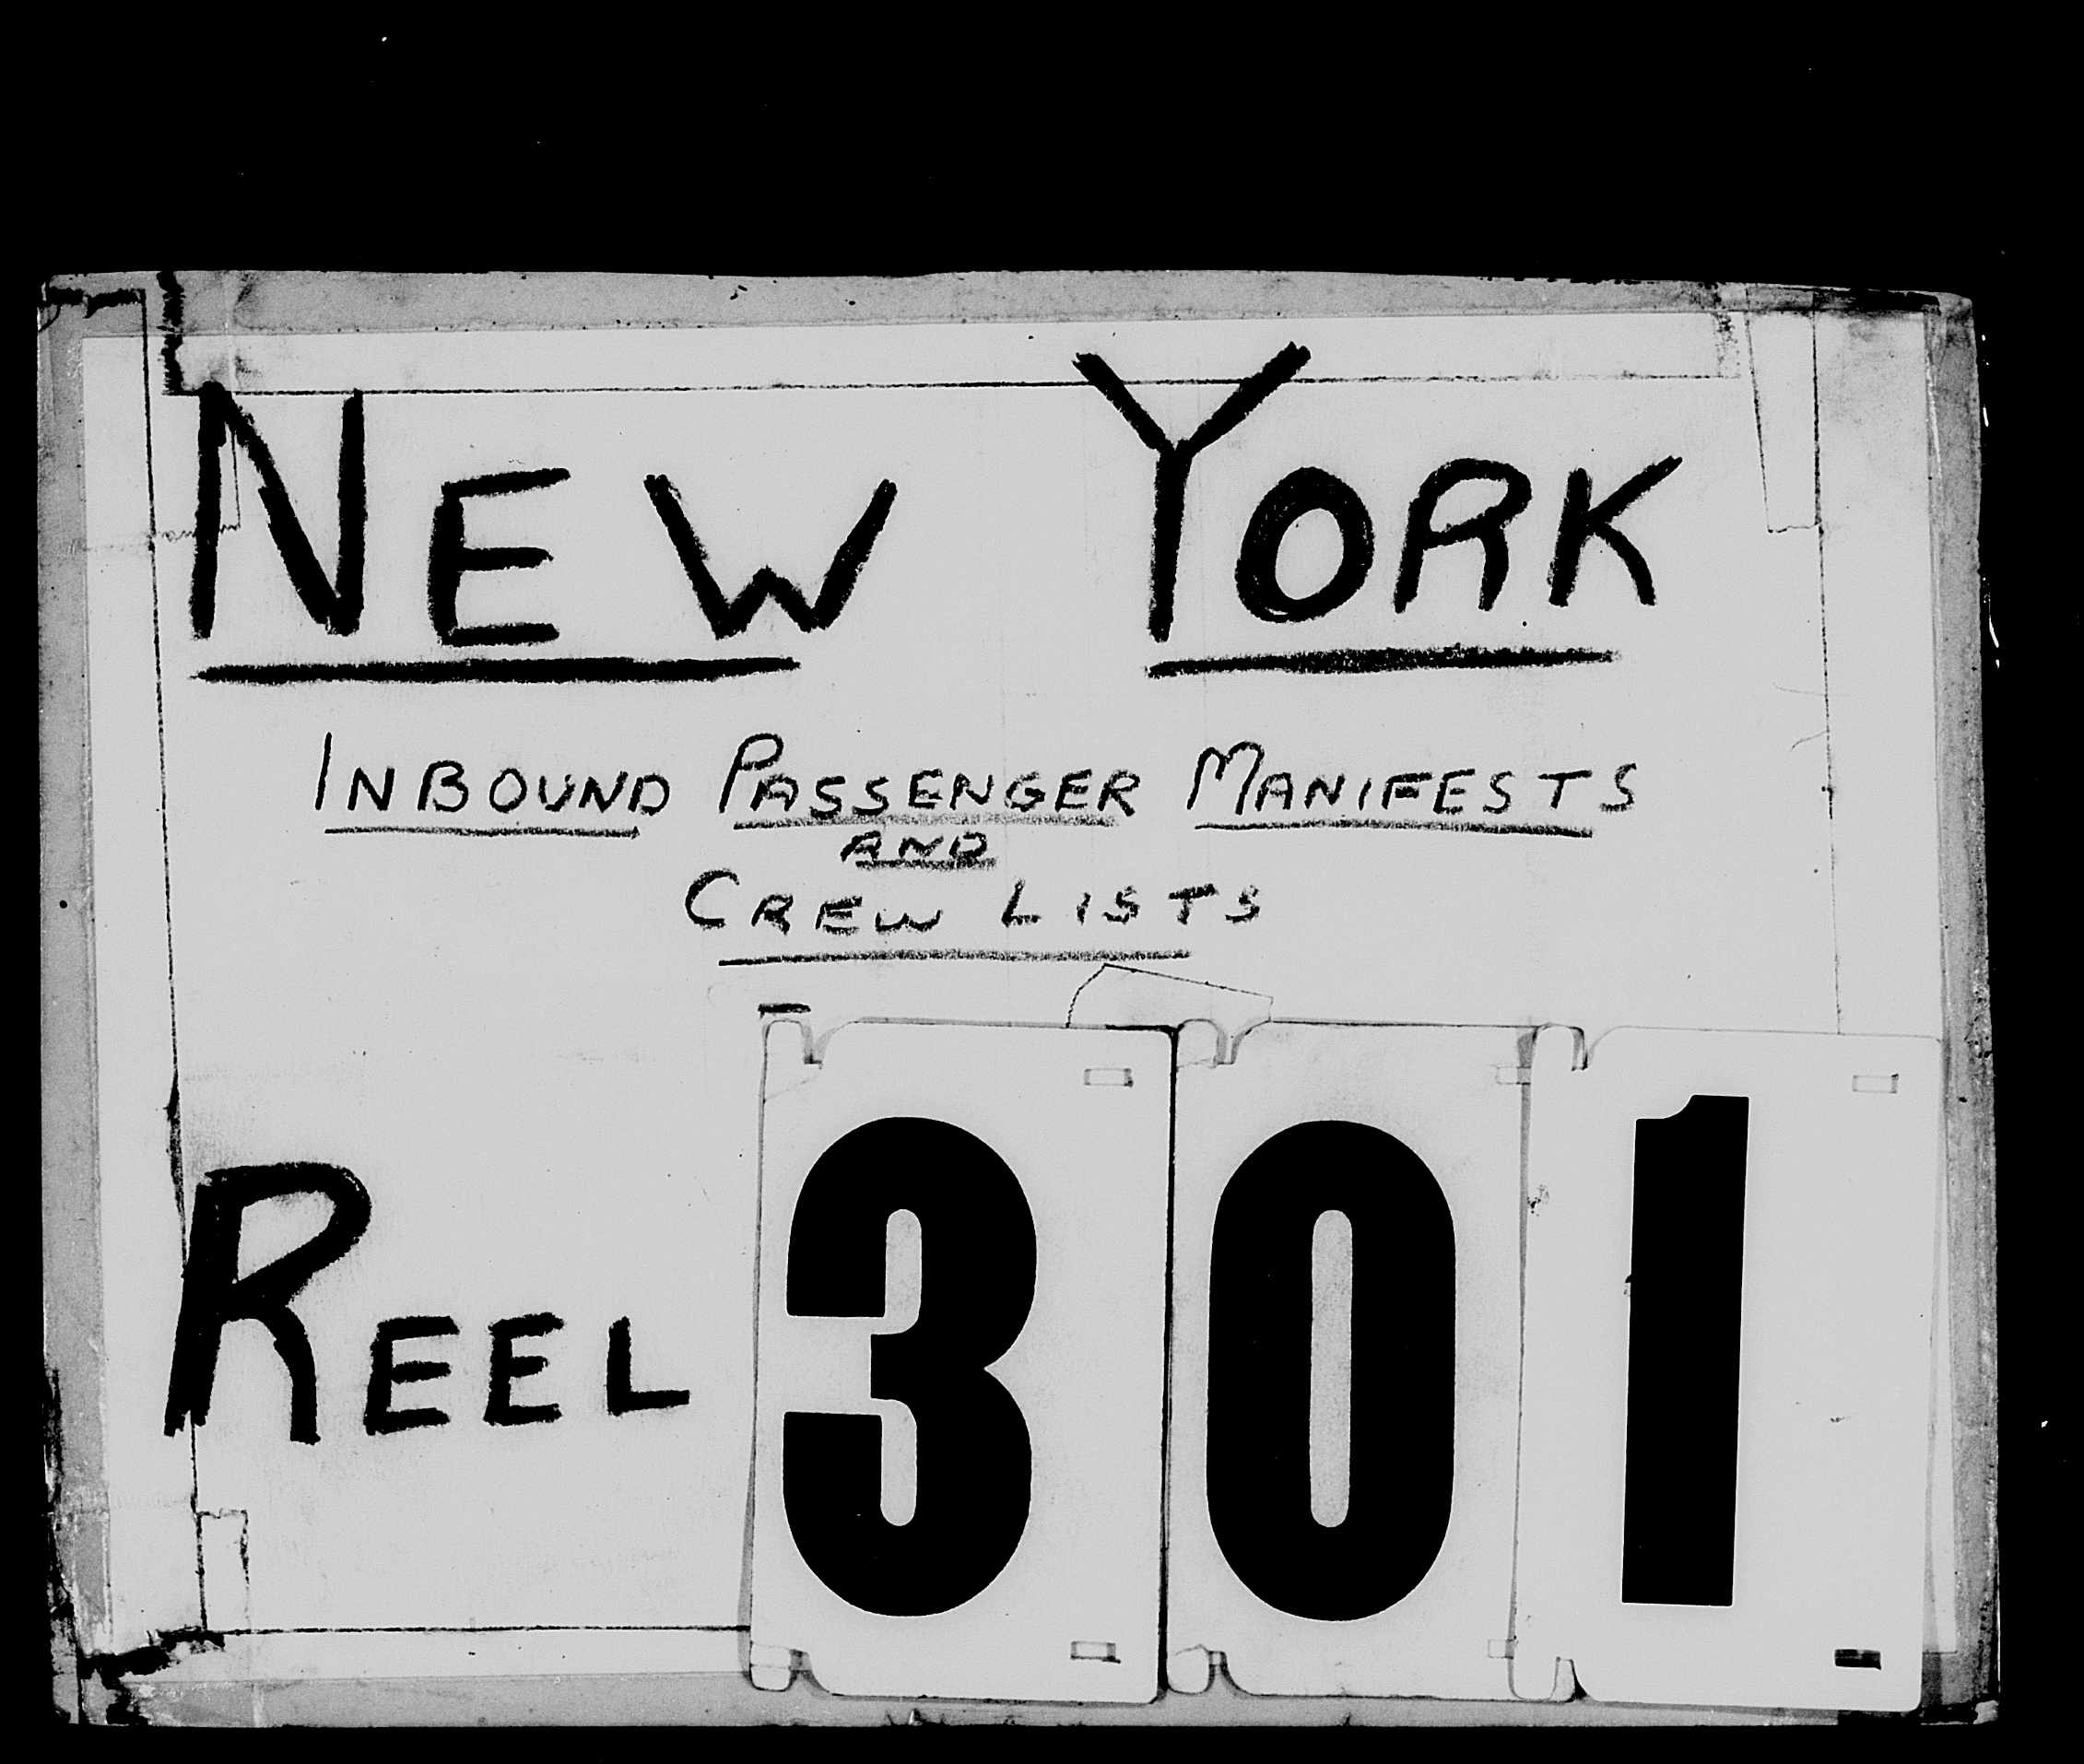 NEW YORK
INBOUND PASSENGER MANIFESTS
AND
CREW LISTS
REEL 301